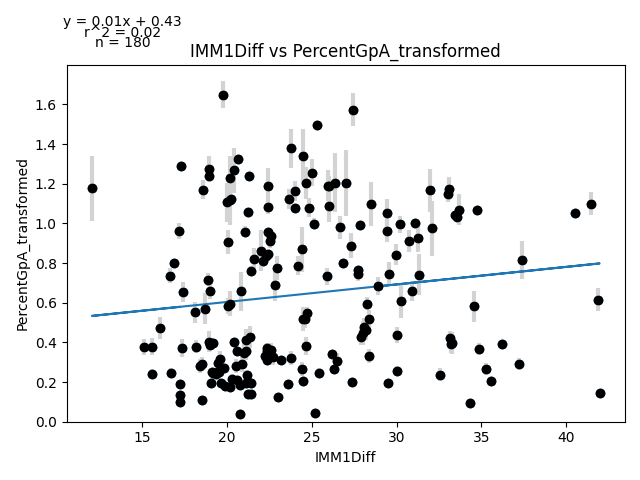 y = 0.01x + 0.43
r^2 = 0.02
n = 180
IMM1Diff vs PercentGpA_transformed
1.6
1.4
1.2
1.0
0.8
0.6
0.4
0.2
0.0
PercentGpA_transformed
15 20 25 30 35 40
IMM1Diff